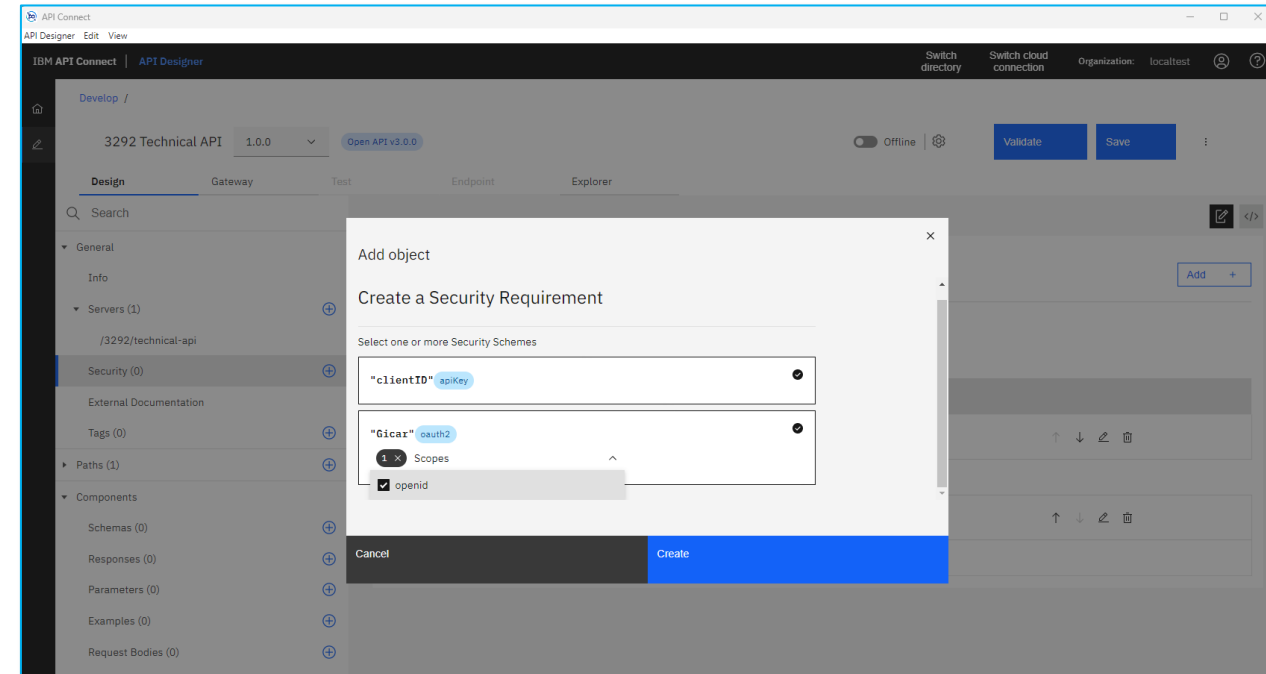 API Connect
API Designer Edit View
IBM API Connect | API Designer
Switch directory
Switch cloud connection
Organization: localtest
Develop /
3292 Technical API 1.0.0 Open API v3.0.0
Offline
Validate
Save
Design Gateway Test Endpoint Explorer
Search
General
Info
Servers (1)
/3292/technical-api
Security (0)
External Documentation
Tags (0)
Paths (1)
Components
Schemas (0)
Responses (0)
Parameters (0)
Examples (0)
Request Bodies (0)
Add +
Add object
Create a Security Requirement
Select one or more Security Schemes
"clientID" apiKey
"Gicar" oauth2
1 × Scopes
openid
Cancel
Create